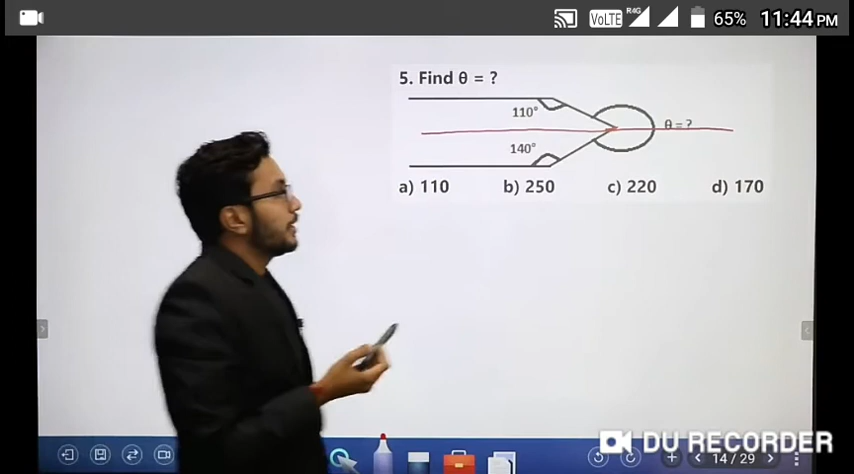 VoLTE R4G 65% 11:44 PM
5. Find θ = ?
110°
θ = ?
140°
a) 110 b) 250 c) 220 d) 170
DU RECORDER
14 / 29